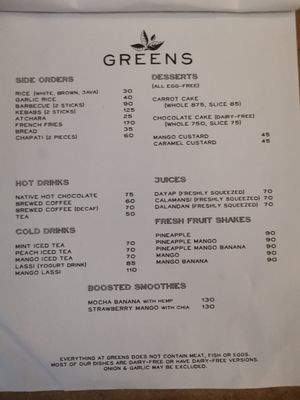 GREENS
SIDE ORDERS
RICE (WHITE, BROWN, JAVA) 30
GARLIC RICE 40
BARBECUE (2 STICKS) 90
KEBABS (2 STICKS) 125
ATCHARA 25
FRENCH FRIES 170
BREAD 35
CHAPATI (2 PIECES) 60
DESSERTS
(ALL EGG-FREE)
CARROT CAKE
(WHOLE 875, SLICE 85)
CHOCOLATE CAKE (DAIRY-FREE)
(WHOLE 750, SLICE 75)
MANGO CUSTARD 45
CARAMEL CUSTARD 45
HOT DRINKS
NATIVE HOT CHOCOLATE 75
BREWED COFFEE 60
BREWED COFFEE (DECAF) 70
TEA 50
COLD DRINKS
MINT ICED TEA 70
PEACH ICED TEA 70
MANGO ICED TEA 70
LASSI (YOGURT DRINK) 85
MANGO LASSI 110
JUICES
DAYAP (FRESHLY SQUEEZED) 70
CALAMANSI (FRESHLY SQUEEZED) 70
DALANDAN (FRESHLY SQUEEZED) 70
FRESH FRUIT SHAKES
PINEAPPLE 90
PINEAPPLE MANGO 90
PINEAPPLE MANGO BANANA 90
MANGO 90
MANGO BANANA 90
BOOSTED SMOOTHIES
MOCHA BANANA WITH HEMP 130
STRAWBERRY MANGO WITH CHIA 130
EVERYTHING AT GREENS DOES NOT CONTAIN MEAT, FISH OR EGGS.
MOST OF OUR DISHES ARE DAIRY-FREE OR HAVE DAIRY-FREE VERSIONS.
ONION & GARLIC MAY BE EXCLUDED.